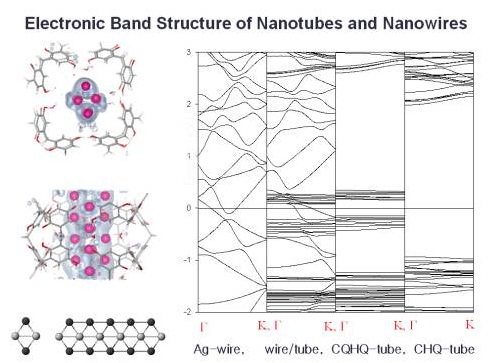 Electronic Band Structure of Nanotubes and Nanowires
3
2
1
0
-1
-2
Γ K, Γ K, Γ K, Γ K
Ag-wire, wire/tube, CQHQ-tube, CHQ-tube